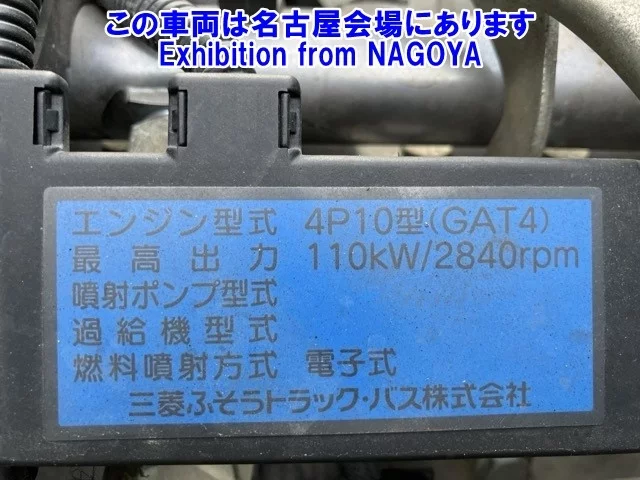 この車両は名古屋会場にあります
Exhibition from NAGOYA
エンジン型式 4P10型(GAT4)
最高出力 110kW/2840rpm
噴射ポンプ型式
過給機型式
燃料噴射方式 電子式
三菱ふそうトラック・バス株式会社